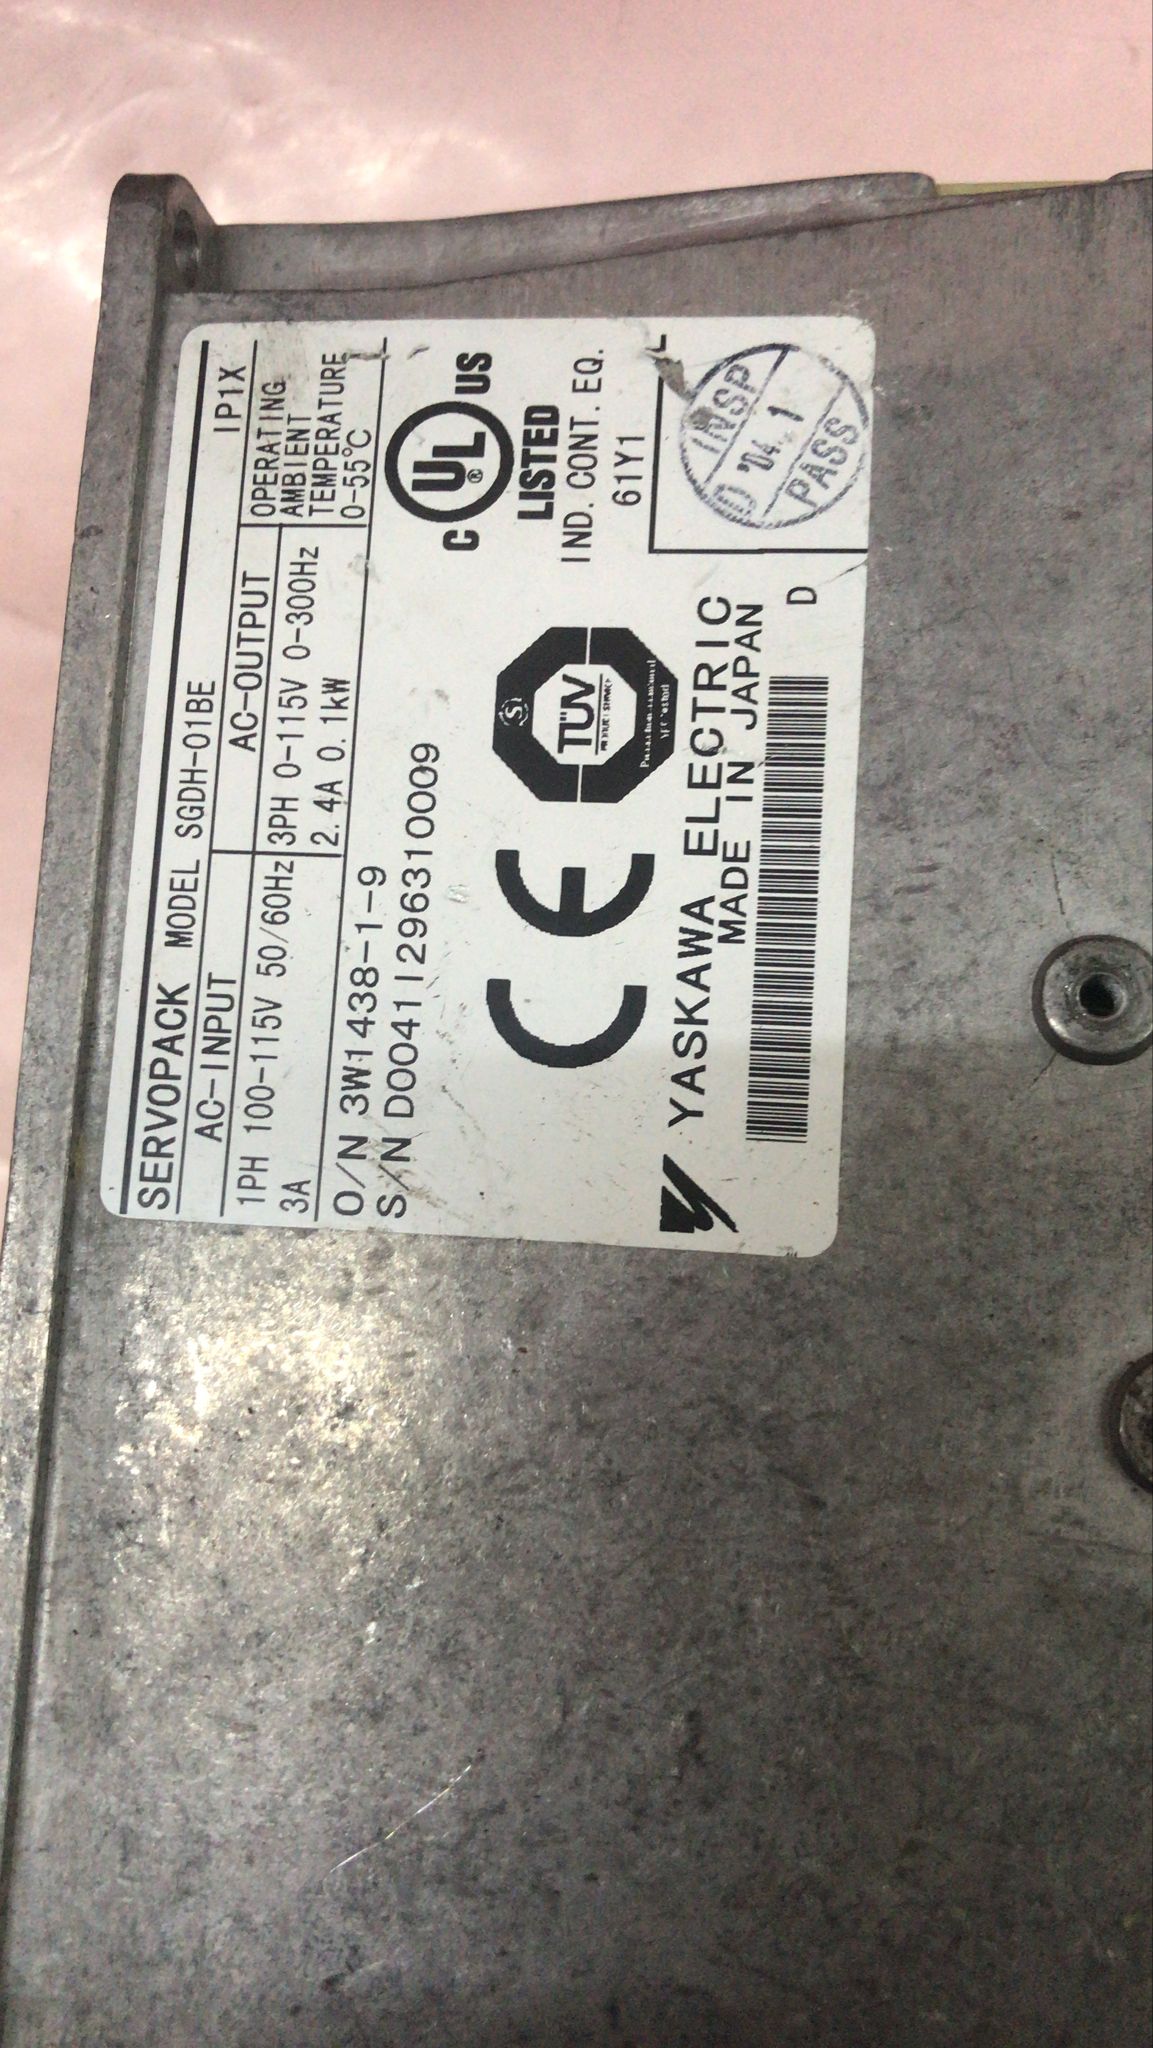 SERVOPACK MODEL SGDH-01BE IP1X
AC-INPUT
1PH 100-115V 50/60Hz
3A
AC-OUTPUT
3PH 0-115V 0-300Hz
2.4A 0.1kW
OPERATING
AMBIENT
TEMPERATURE
0-55°C
O/N 3W1438-1-9
S/N D0041I296310009
CE
TÜV
PRODUCT SERVICE
C UL US
®
LISTED
IND. CONT. EQ.
61Y1
YASKAWA ELECTRIC
MADE IN JAPAN
D
INSP
'04. 1
PASS